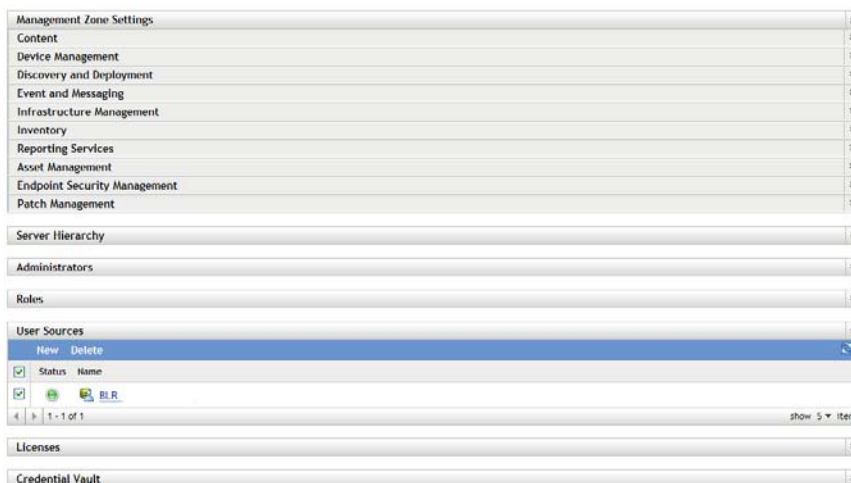 Management Zone Settings
Content
Device Management
Discovery and Deployment
Event and Messaging
Infrastructure Management
Inventory
Reporting Services
Asset Management
Endpoint Security Management
Patch Management
Server Hierarchy
Administrators
Roles
User Sources
New Delete
Status Name
BLR
1 - 1 of 1 show 5
Licenses
Credential Vault